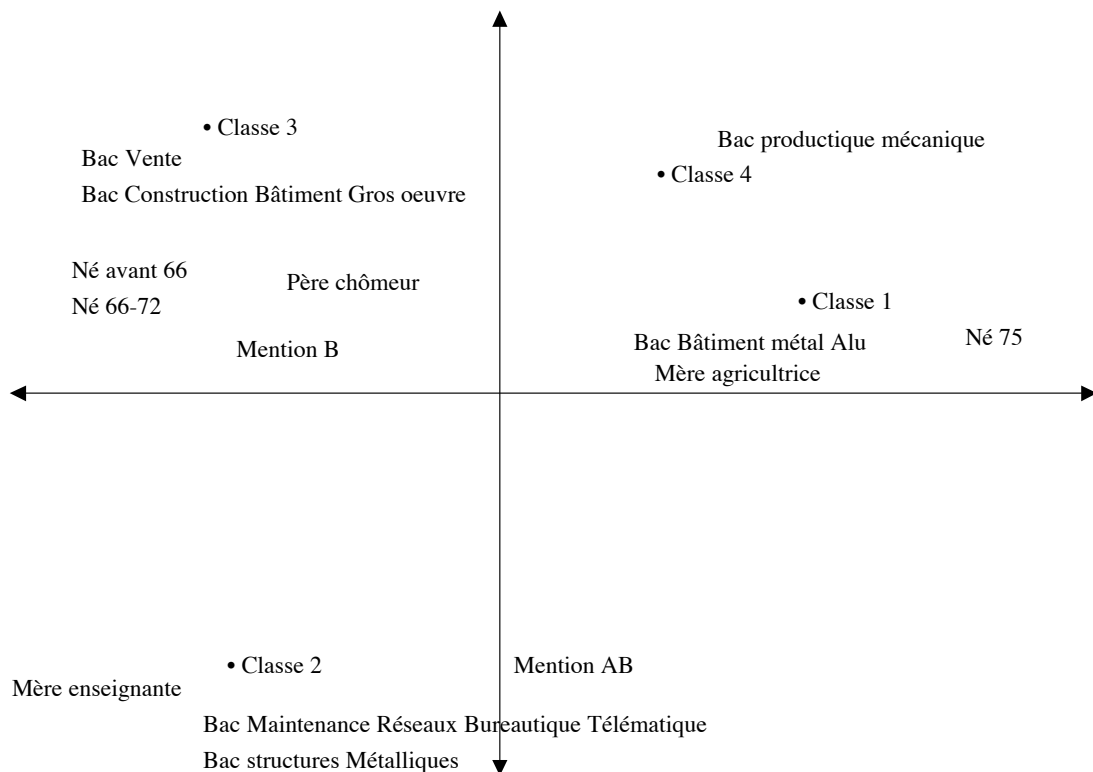 • Classe 3
Bac productique mécanique
Bac Vente
• Classe 4
Bac Construction Bâtiment Gros oeuvre
Né avant 66
Père chômeur
Né 66-72
• Classe 1
Né 75
Mention B
Bac Bâtiment métal Alu
Mère agricultrice
• Classe 2
Mention AB
Mère enseignante
Bac Maintenance Réseaux Bureautique Télématique
Bac structures Métalliques